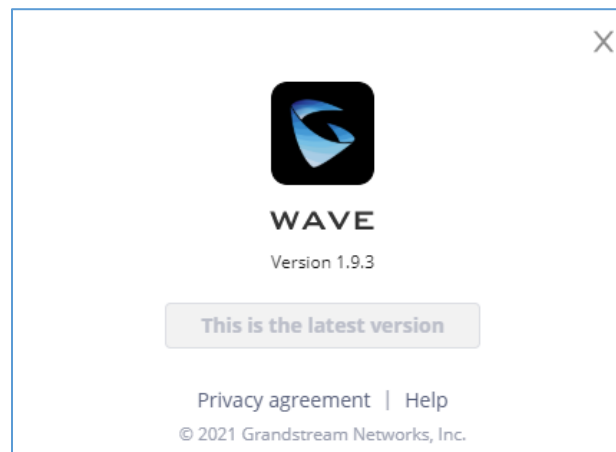 X
WAVE
Version 1.9.3
This is the latest version
Privacy agreement | Help
© 2021 Grandstream Networks, Inc.